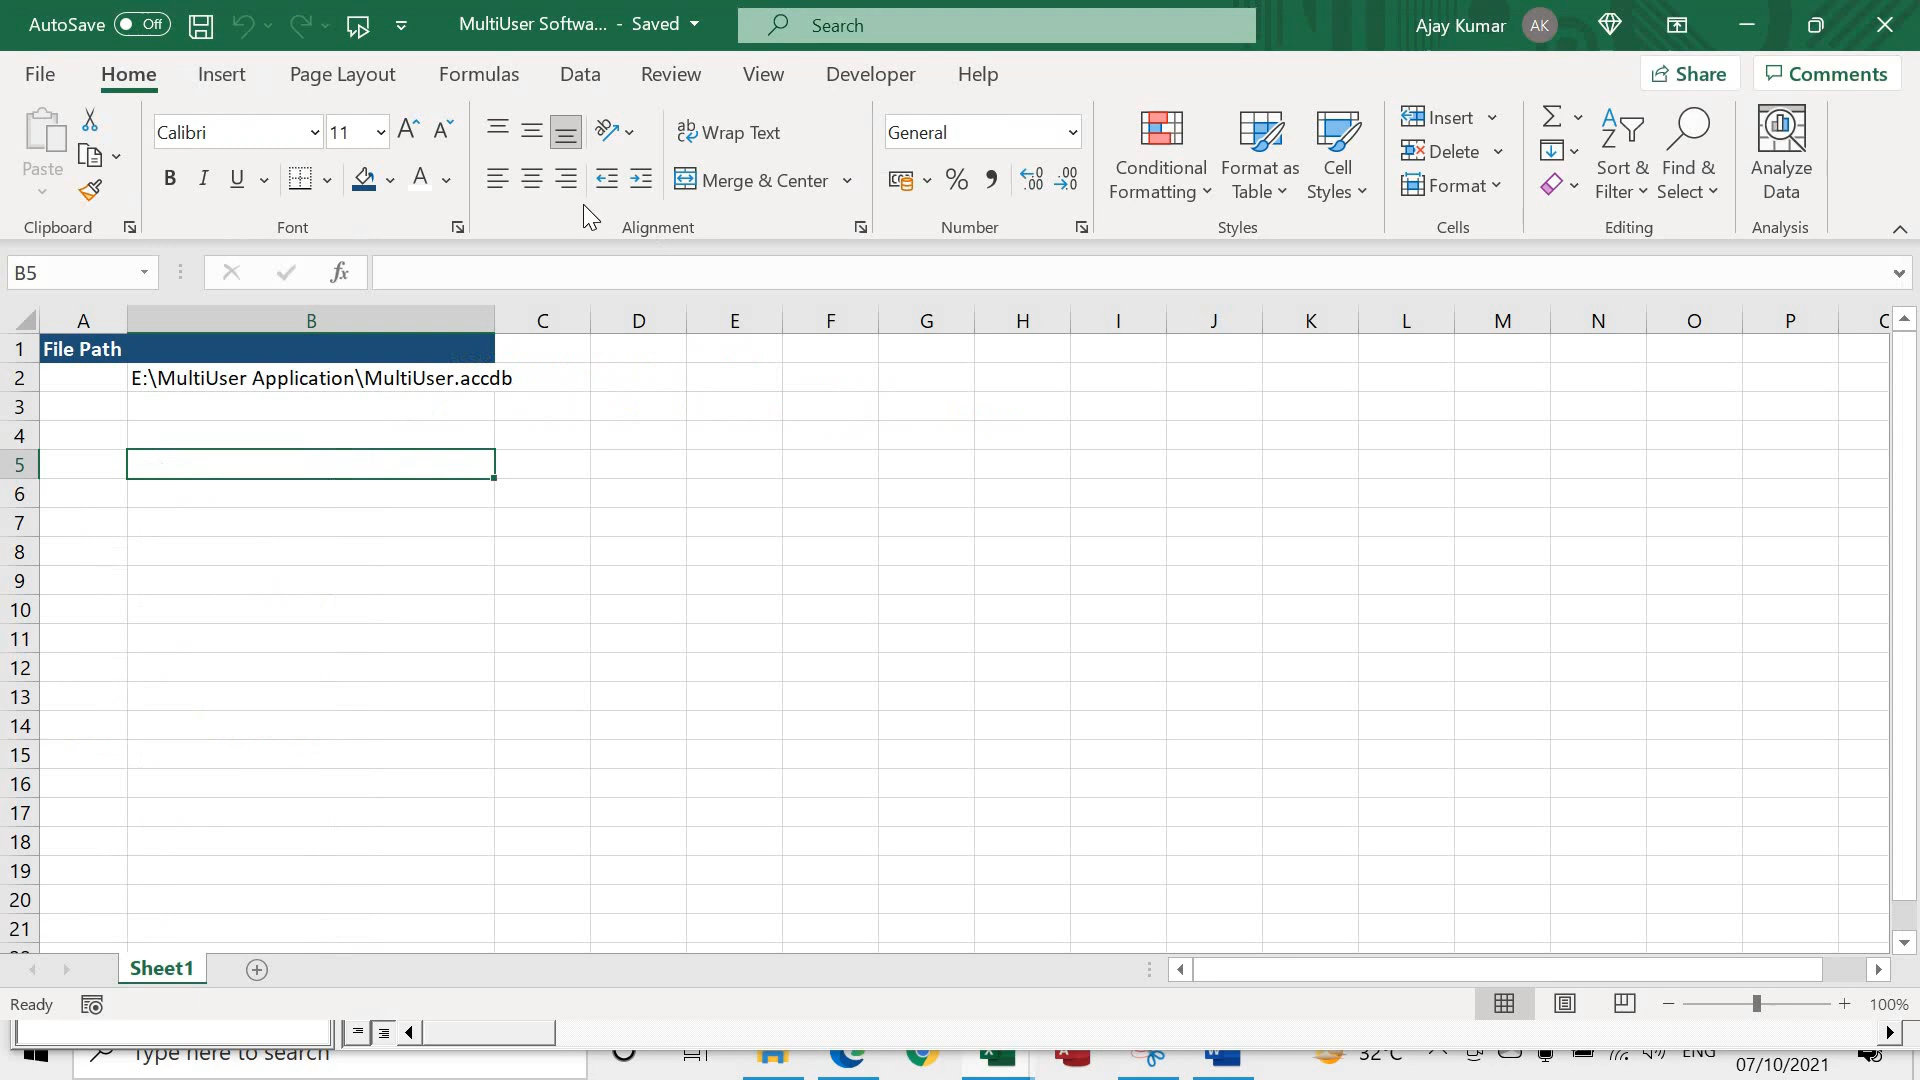 AutoSave Off MultiUser Softwa... - Saved Search Ajay Kumar AK
File Home Insert Page Layout Formulas Data Review View Developer Help Share Comments
Calibri 11 Wrap Text General Insert
Paste Merge & Center Conditional Formatting Format as Table Cell Styles Delete Format Sort & Filter Find & Select Analyze Data
Clipboard Font Alignment Number Styles Cells Editing Analysis
B5 fx
A B C D E F G H I J K L M N O P
1 File Path
2 E:\MultiUser Application\MultiUser.accdb
3
4
5
6
7
8
9
10
11
12
13
14
15
16
17
18
19
20
21
Sheet1
Ready 100%
Type here to search 32°C ENG
07/10/2021